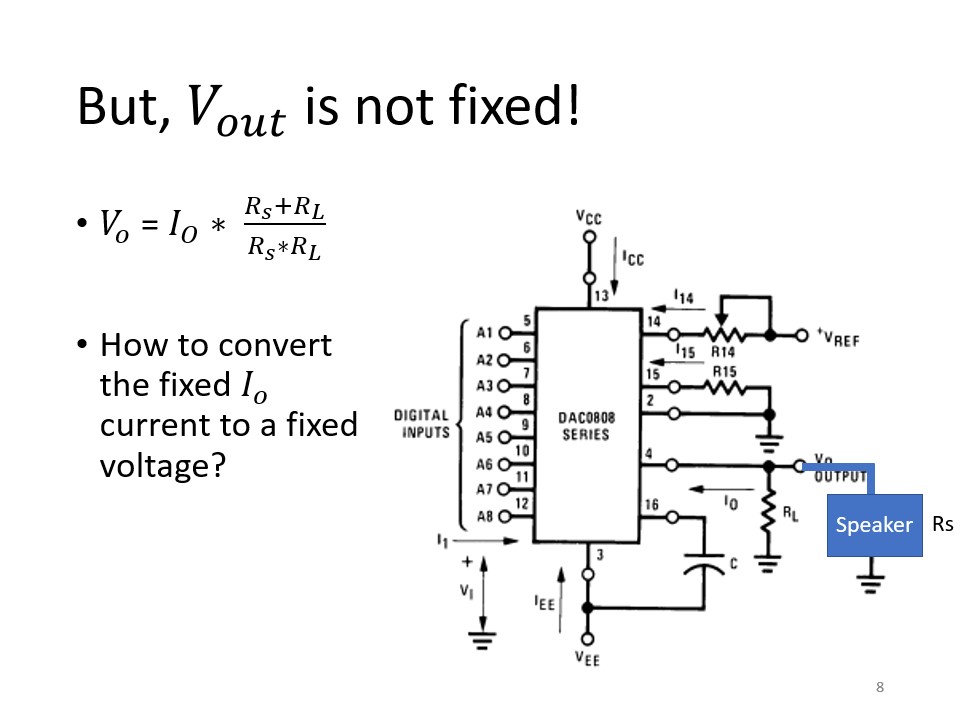 But, V_out is not fixed!
• V_o = I_O ∗ (R_s+R_L)/(R_s∗R_L)
• How to convert
the fixed I_o
current to a fixed
voltage?
VCC
ICC
13
I14
14
R14
+VREF
I15
15
R15
2
5
A1
6
A2
7
A3
8
A4
9
A5
10
A6
11
A7
12
A8
DIGITAL
INPUTS
DAC0808
SERIES
4
VO
OUTPUT
IO
RL
16
C
Speaker
Rs
I1
+
VI
3
IEE
VEE
8